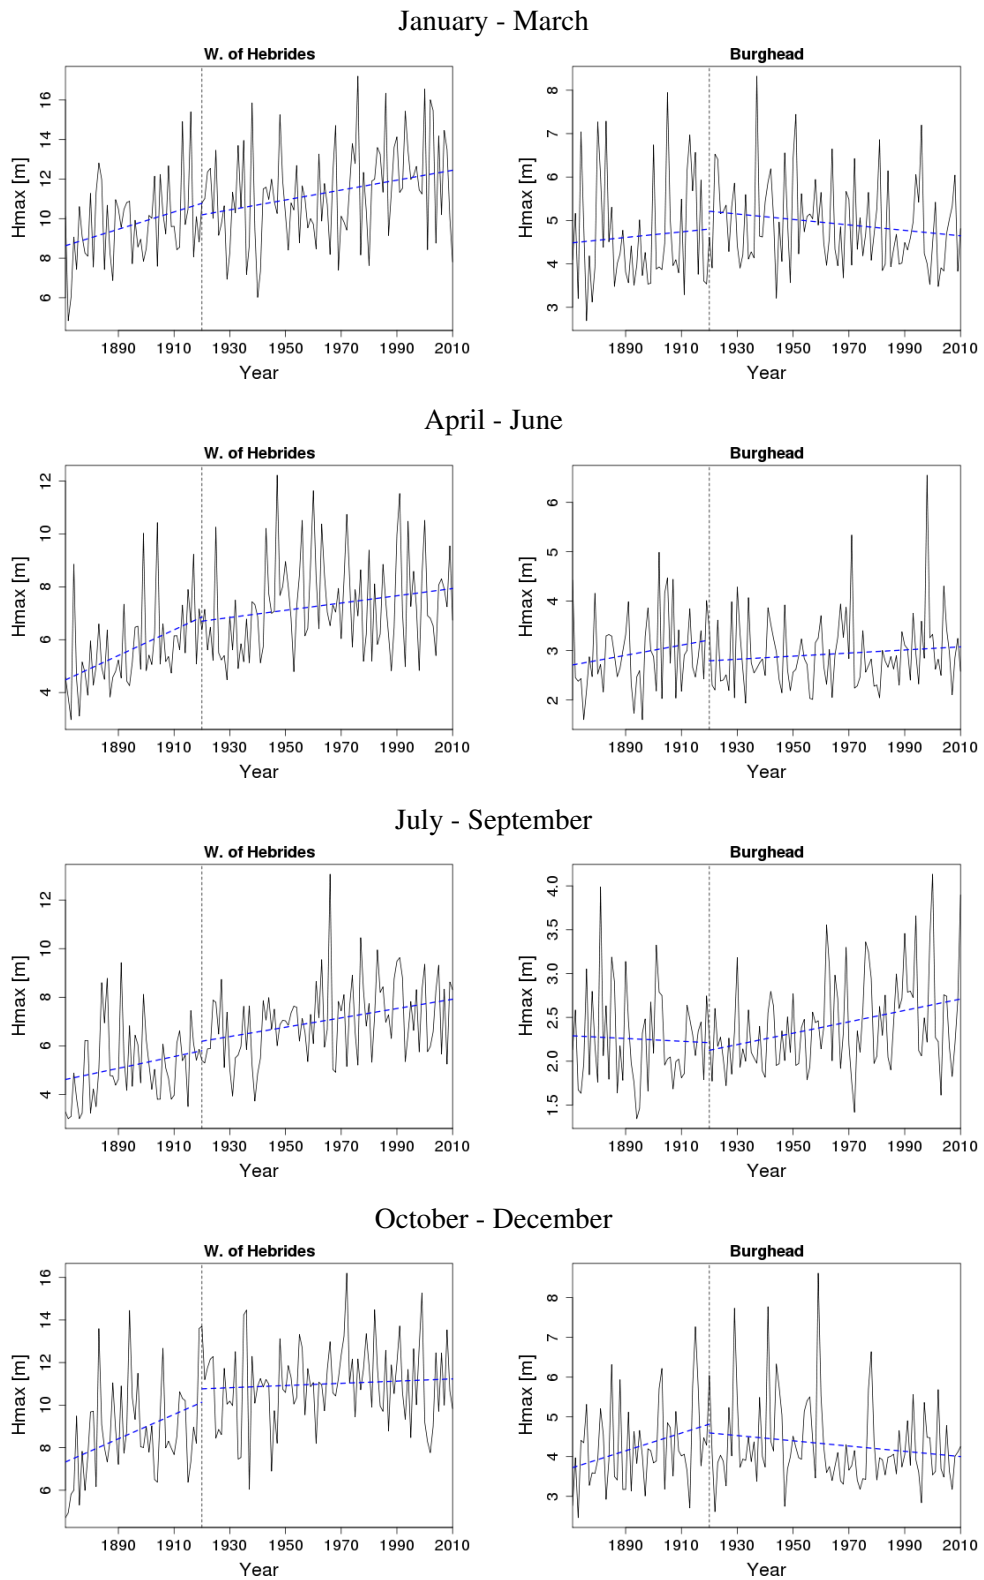 January - March
W. of Hebrides
Burghead
Hmax [m]
6 8 10 12 14 16
1890 1910 1930 1950 1970 1990 2010
Year
Hmax [m]
3 4 5 6 7 8
1890 1910 1930 1950 1970 1990 2010
Year
April - June
W. of Hebrides
Burghead
Hmax [m]
4 6 8 10 12
1890 1910 1930 1950 1970 1990 2010
Year
Hmax [m]
2 3 4 5 6
1890 1910 1930 1950 1970 1990 2010
Year
July - September
W. of Hebrides
Burghead
Hmax [m]
4 6 8 10 12
1890 1910 1930 1950 1970 1990 2010
Year
Hmax [m]
1.5 2.0 2.5 3.0 3.5 4.0
1890 1910 1930 1950 1970 1990 2010
Year
October - December
W. of Hebrides
Burghead
Hmax [m]
6 8 10 12 14 16
1890 1910 1930 1950 1970 1990 2010
Year
Hmax [m]
3 4 5 6 7 8
1890 1910 1930 1950 1970 1990 2010
Year